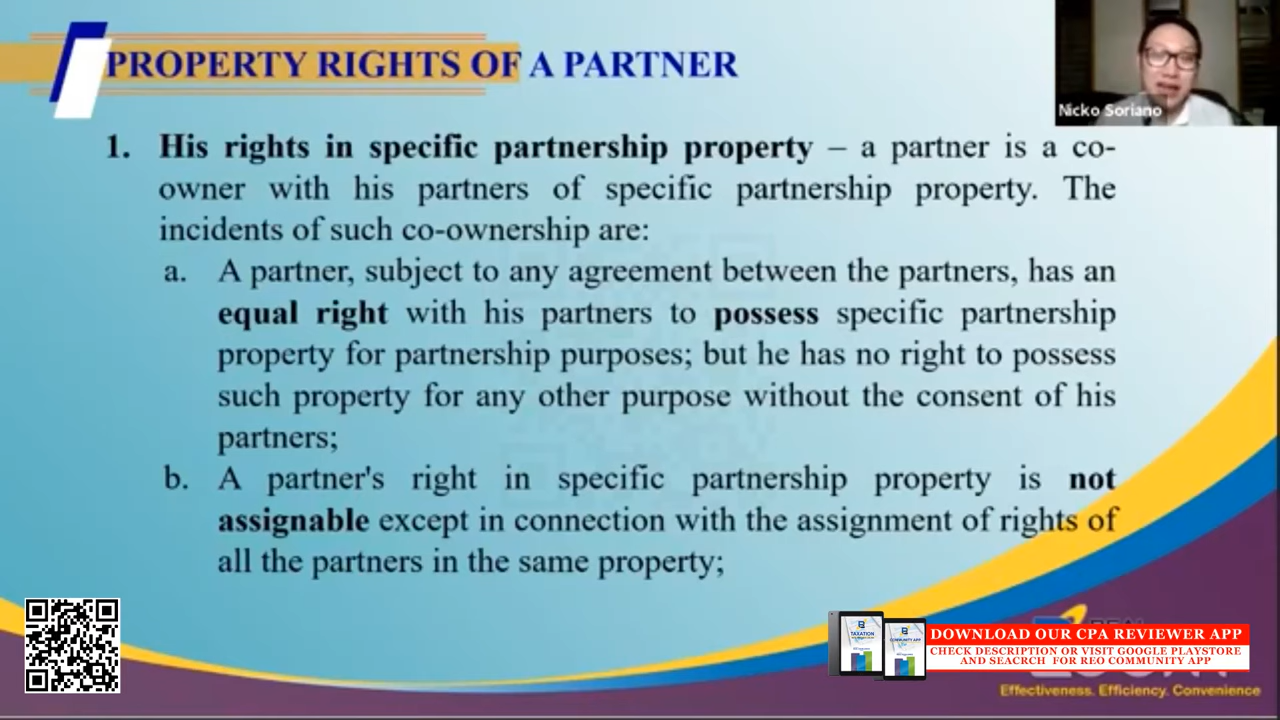 PROPERTY RIGHTS OF A PARTNER
Nicko Soriano
1. His rights in specific partnership property – a partner is a co-
owner with his partners of specific partnership property. The
incidents of such co-ownership are:
a. A partner, subject to any agreement between the partners, has an
equal right with his partners to possess specific partnership
property for partnership purposes; but he has no right to possess
such property for any other purpose without the consent of his
partners;
b. A partner's right in specific partnership property is not
assignable except in connection with the assignment of rights of
all the partners in the same property;
TAXATION
COMMUNITY APP
DOWNLOAD OUR CPA REVIEWER APP
CHECK DESCRIPTION OR VISIT GOOGLE PLAYSTORE
AND SEACRCH FOR REO COMMUNITY APP
Effectiveness. Efficiency. Convenience